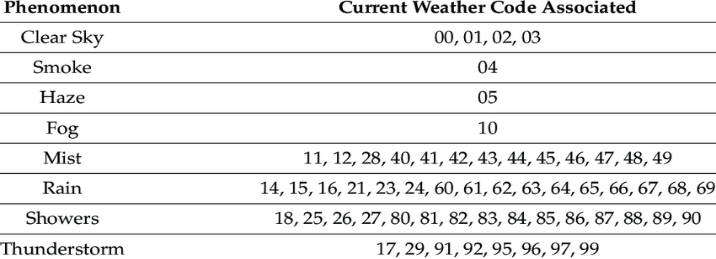 Phenomenon Current Weather Code Associated
Clear Sky 00, 01, 02, 03
Smoke 04
Haze 05
Fog 10
Mist 11, 12, 28, 40, 41, 42, 43, 44, 45, 46, 47, 48, 49
Rain 14, 15, 16, 21, 23, 24, 60, 61, 62, 63, 64, 65, 66, 67, 68, 69
Showers 18, 25, 26, 27, 80, 81, 82, 83, 84, 85, 86, 87, 88, 89, 90
Thunderstorm 17, 29, 91, 92, 95, 96, 97, 99